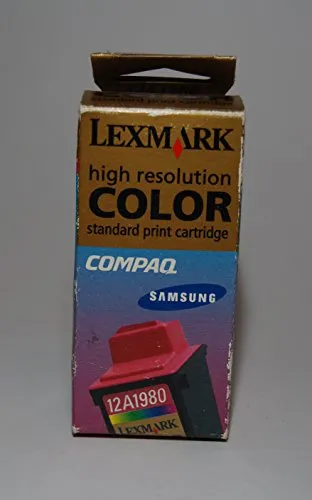 LEXMARK
high resolution
COLOR
standard print cartridge
COMPAQ
SAMSUNG
12A1980
LEXMARK